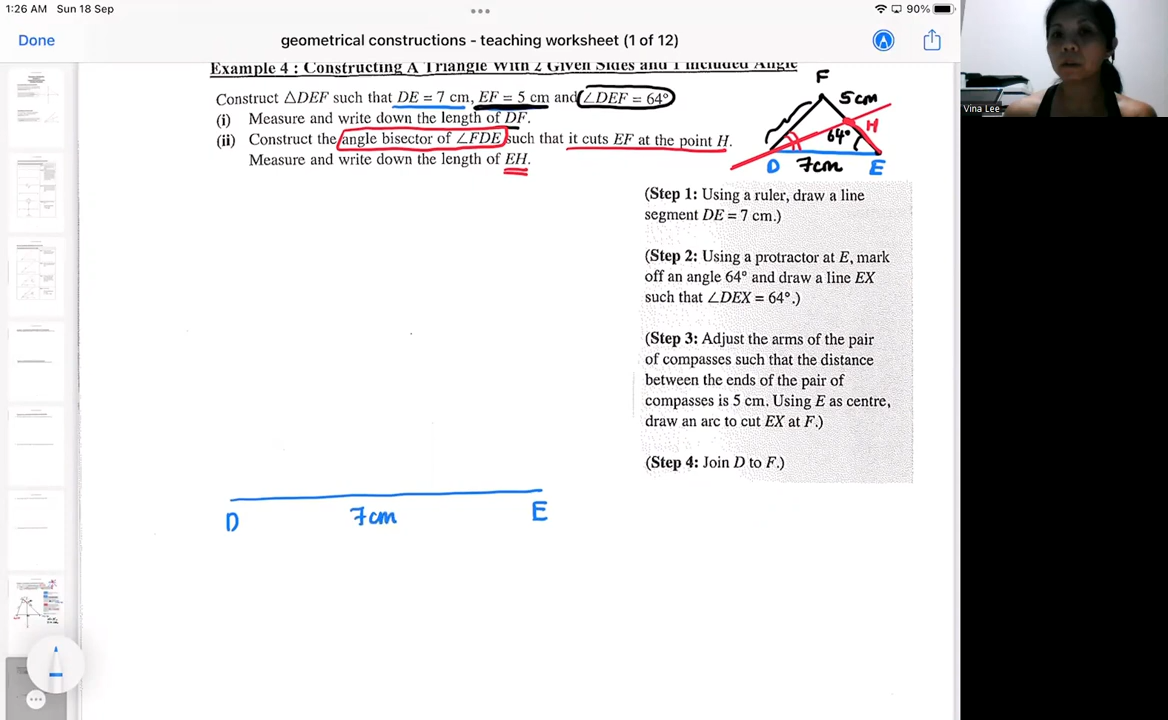 1:26 AM Sun 18 Sep
90%
Done
geometrical constructions - teaching worksheet (1 of 12)
Example 4 : Constructing A Triangle With 2 Given Sides and 1 Included Angle
Construct △DEF such that DE = 7 cm, EF = 5 cm and ∠DEF = 64°
(i) Measure and write down the length of DF.
(ii) Construct the angle bisector of ∠FDE such that it cuts EF at the point H.
Measure and write down the length of EH.
F
5cm
H
64°
D 7cm E
(Step 1: Using a ruler, draw a line
segment DE = 7 cm.)
(Step 2: Using a protractor at E, mark
off an angle 64° and draw a line EX
such that ∠DEX = 64°.)
(Step 3: Adjust the arms of the pair
of compasses such that the distance
between the ends of the pair of
compasses is 5 cm. Using E as centre,
draw an arc to cut EX at F.)
(Step 4: Join D to F.)
D 7cm E
Vina Lee